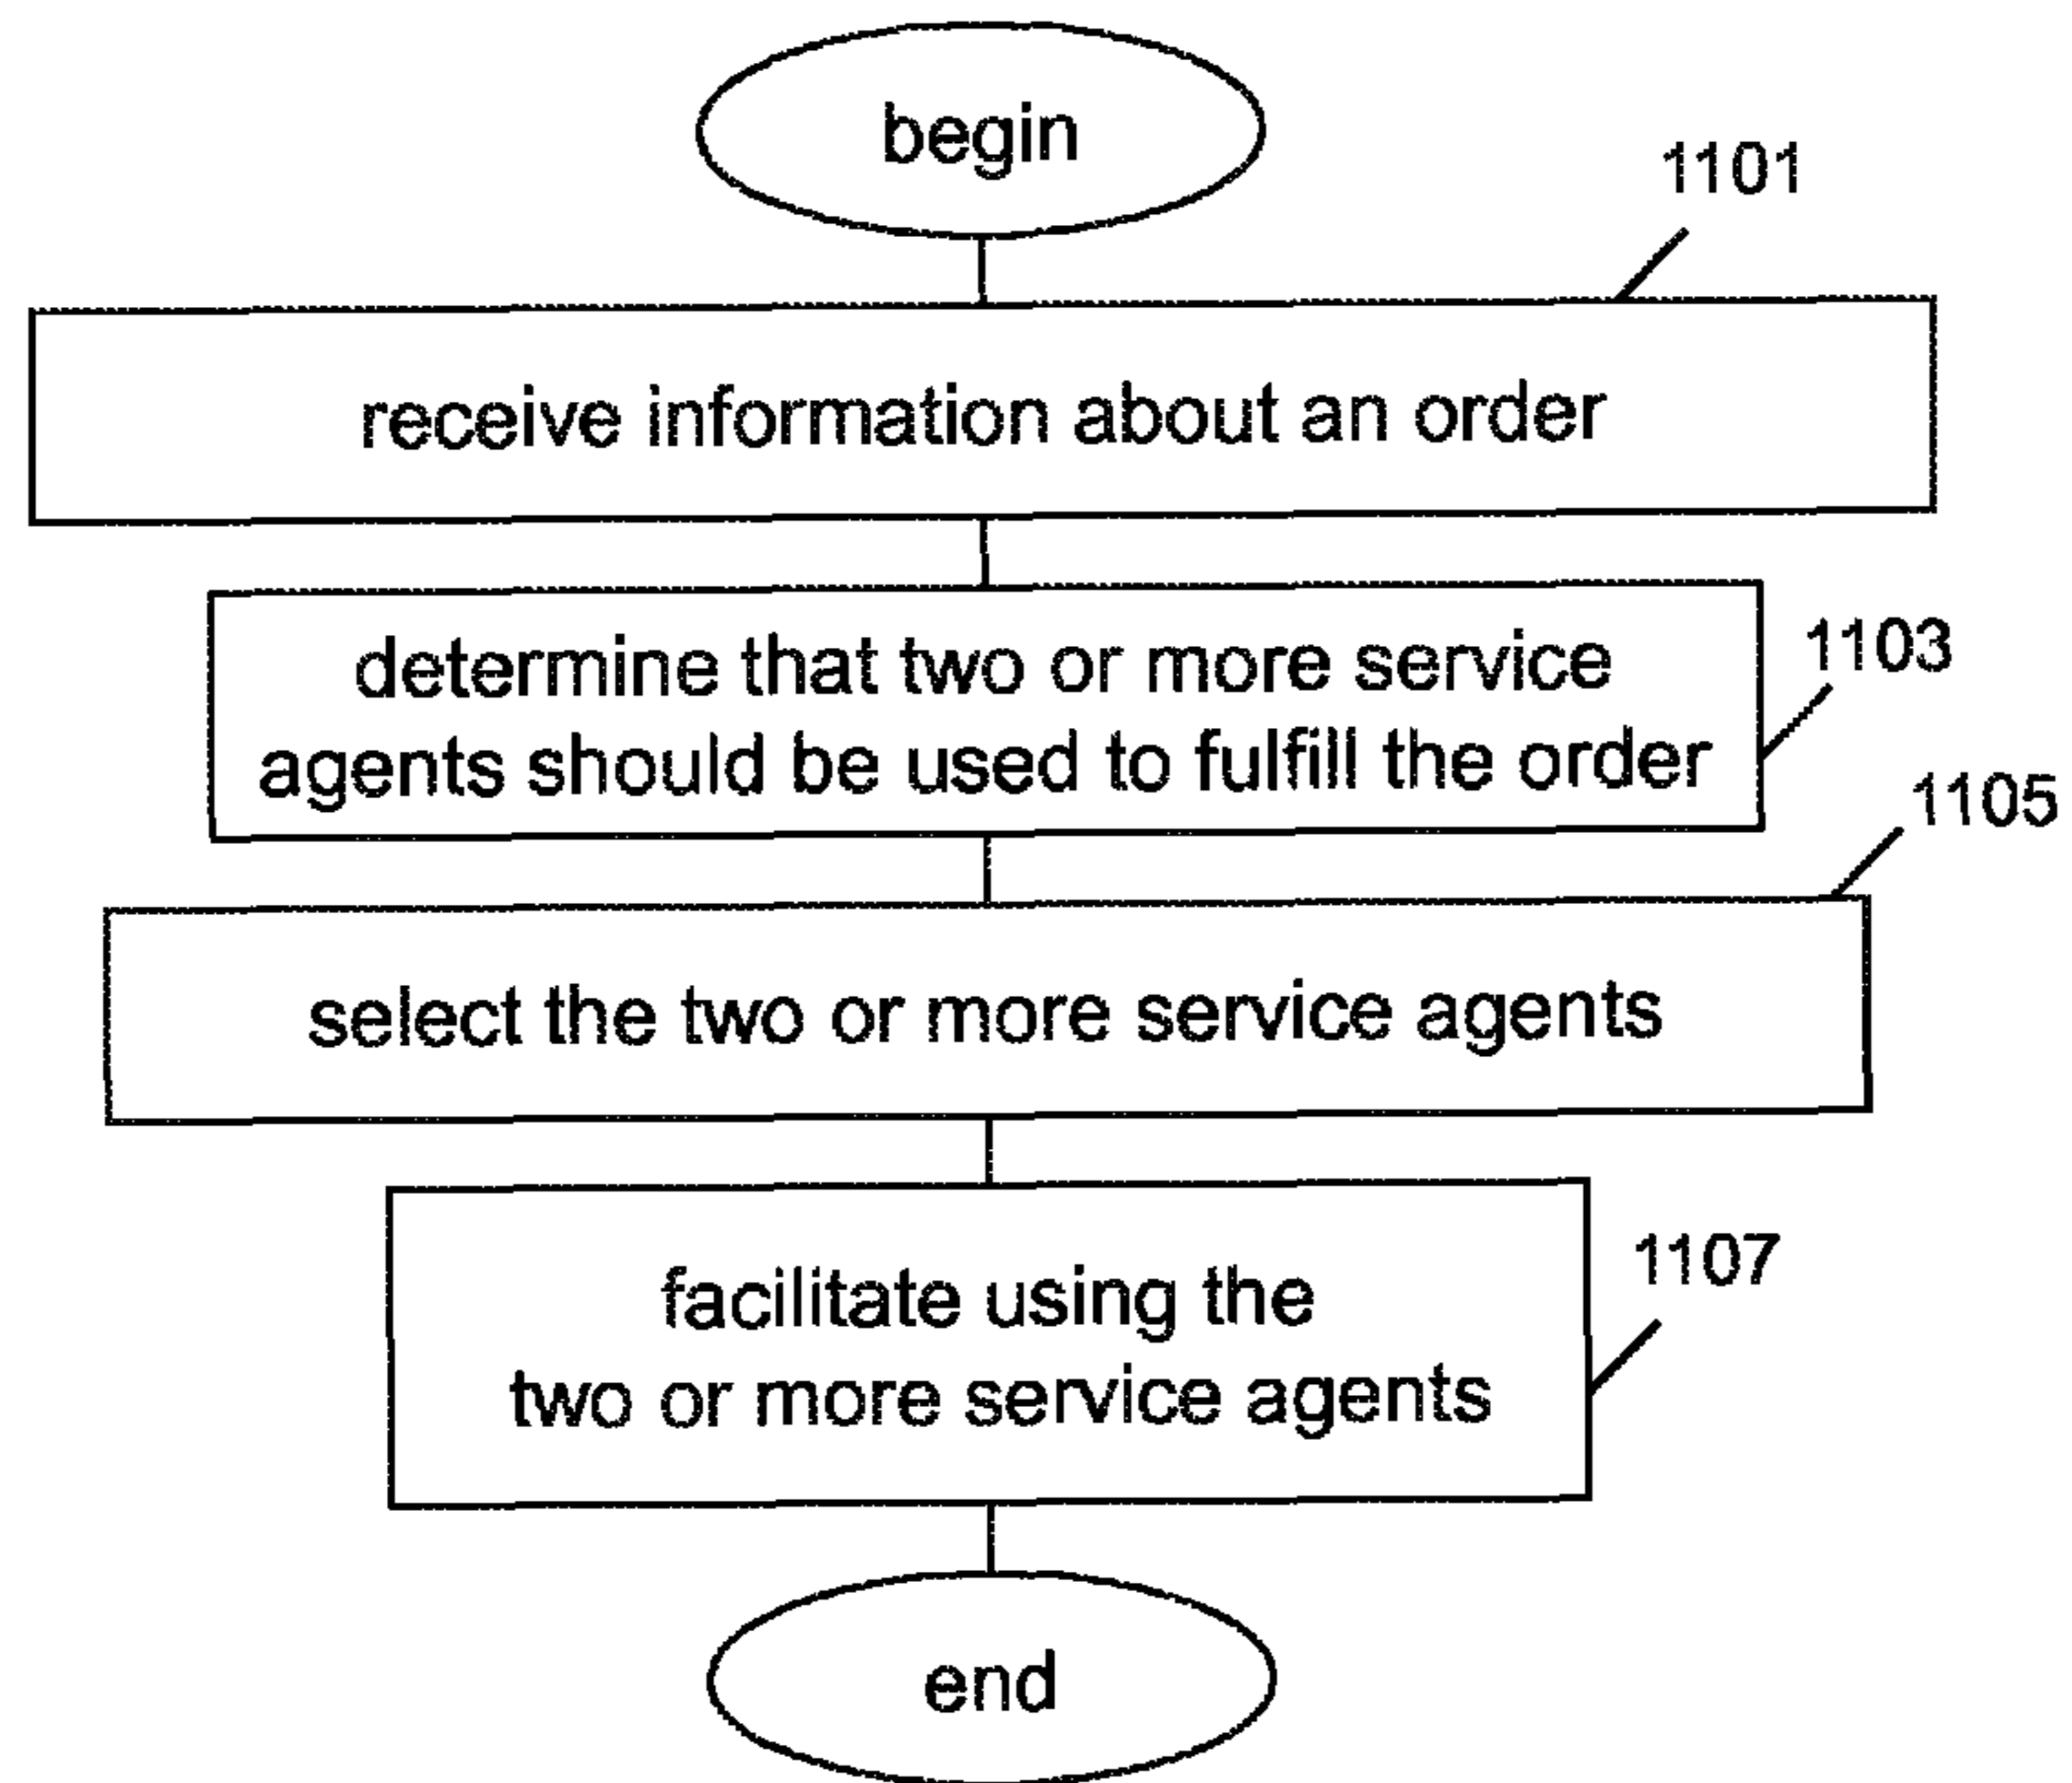 begin
1101
receive information about an order
determine that two or more service
1103
agents should be used to fulfill the order
1105
select the two or more service agents
facilitate using the
1107
two or more service agents
end